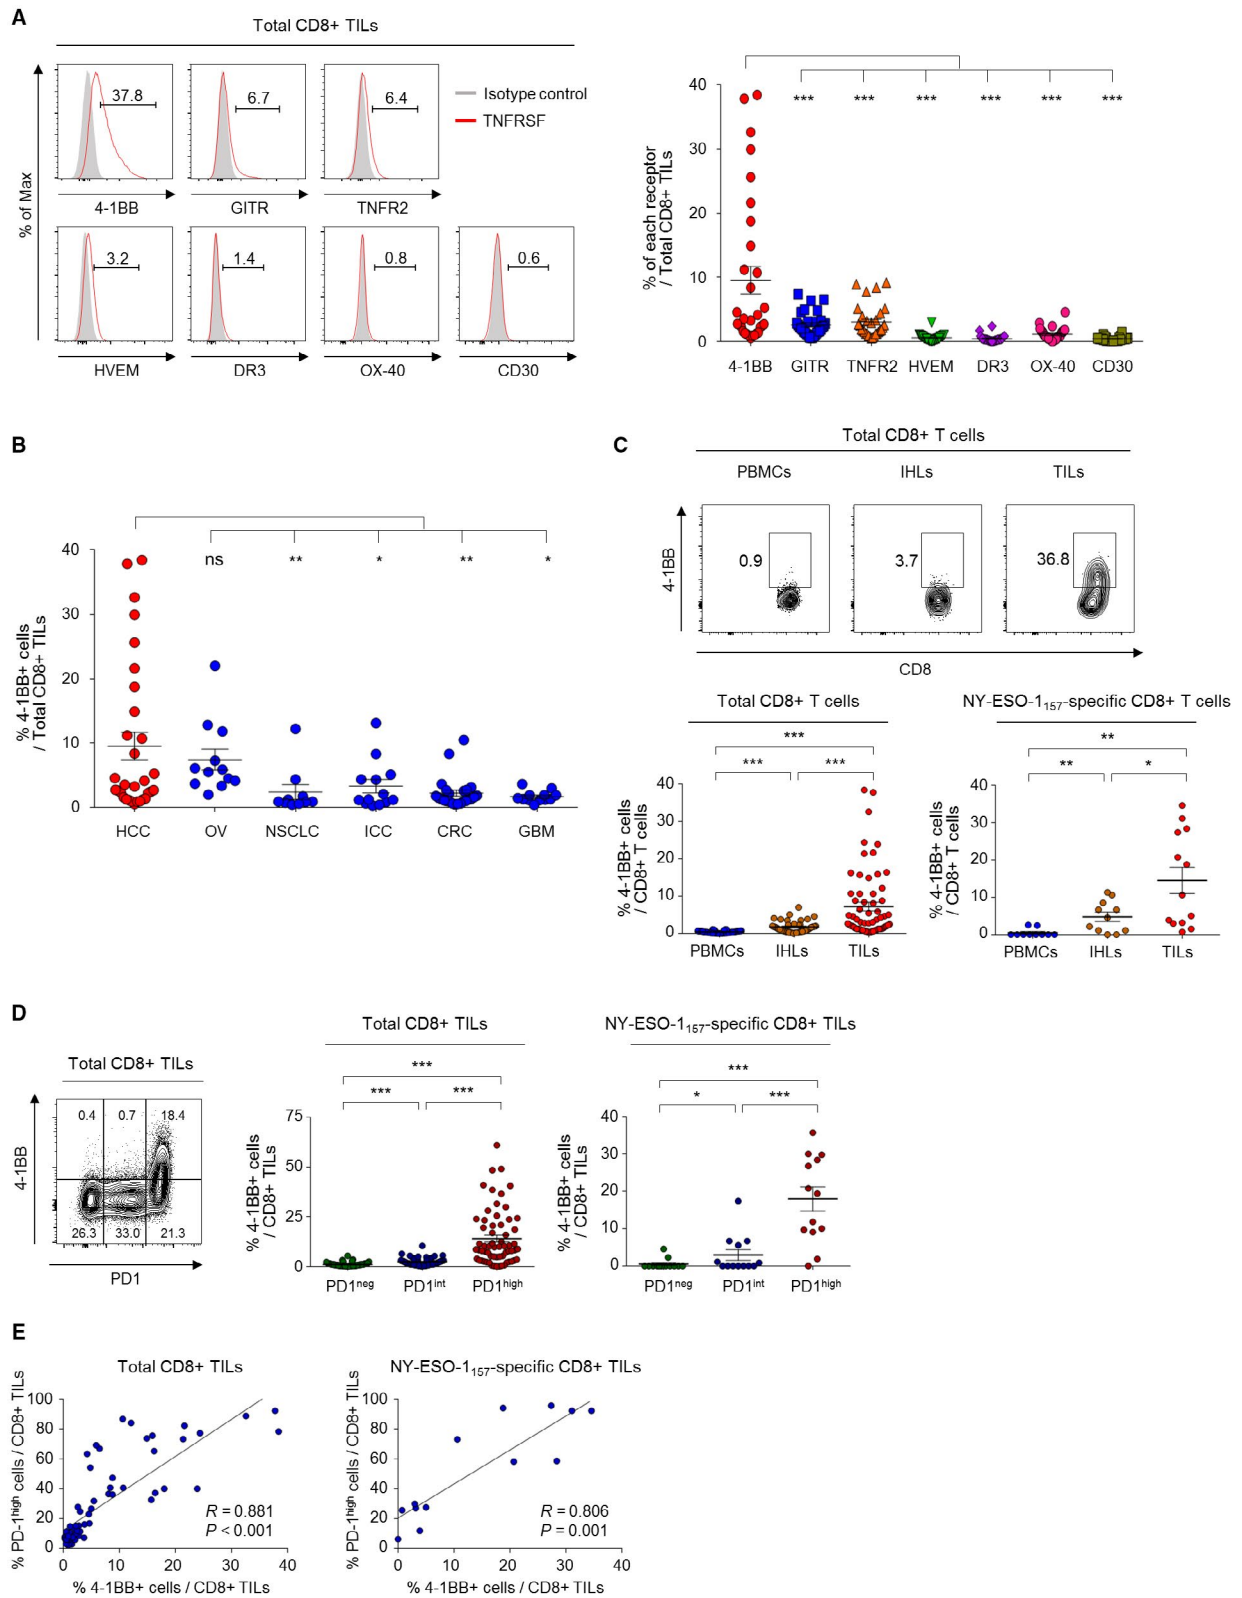 A
Total CD8+ TILs
% of Max
37.8
4-1BB
6.7
GITR
6.4
TNFR2
Isotype control
TNFRSF
3.2
HVEM
1.4
DR3
0.8
OX-40
0.6
CD30
% of each receptor
/ Total CD8+ TILs
40
30
20
10
0
*** *** *** *** *** ***
4-1BB GITR TNFR2 HVEM DR3 OX-40 CD30
B
% 4-1BB+ cells
/ Total CD8+ TILs
40
30
20
10
0
ns ** * ** *
HCC OV NSCLC ICC CRC GBM
C
Total CD8+ T cells
PBMCs IHLs TILs
4-1BB
0.9
3.7
36.8
CD8
Total CD8+ T cells
***
*** ***
% 4-1BB+ cells
/ CD8+ T cells
40
30
20
10
0
PBMCs IHLs TILs
NY-ESO-1157-specific CD8+ T cells
**
** *
% 4-1BB+ cells
/ CD8+ T cells
40
30
20
10
0
PBMCs IHLs TILs
D
Total CD8+ TILs
4-1BB
0.4 0.7 18.4
26.3 33.0 21.3
PD1
Total CD8+ TILs
***
*** ***
% 4-1BB+ cells
/ CD8+ TILs
75
50
25
0
PD1neg PD1int PD1high
NY-ESO-1157-specific CD8+ TILs
***
* ***
% 4-1BB+ cells
/ CD8+ TILs
40
30
20
10
0
PD1neg PD1int PD1high
E
Total CD8+ TILs
% PD-1high cells / CD8+ TILs
100
80
60
40
20
0
R = 0.881
P < 0.001
0 10 20 30 40
% 4-1BB+ cells / CD8+ TILs
NY-ESO-1157-specific CD8+ TILs
% PD-1high cells / CD8+ TILs
100
80
60
40
20
0
R = 0.806
P = 0.001
0 10 20 30 40
% 4-1BB+ cells / CD8+ TILs